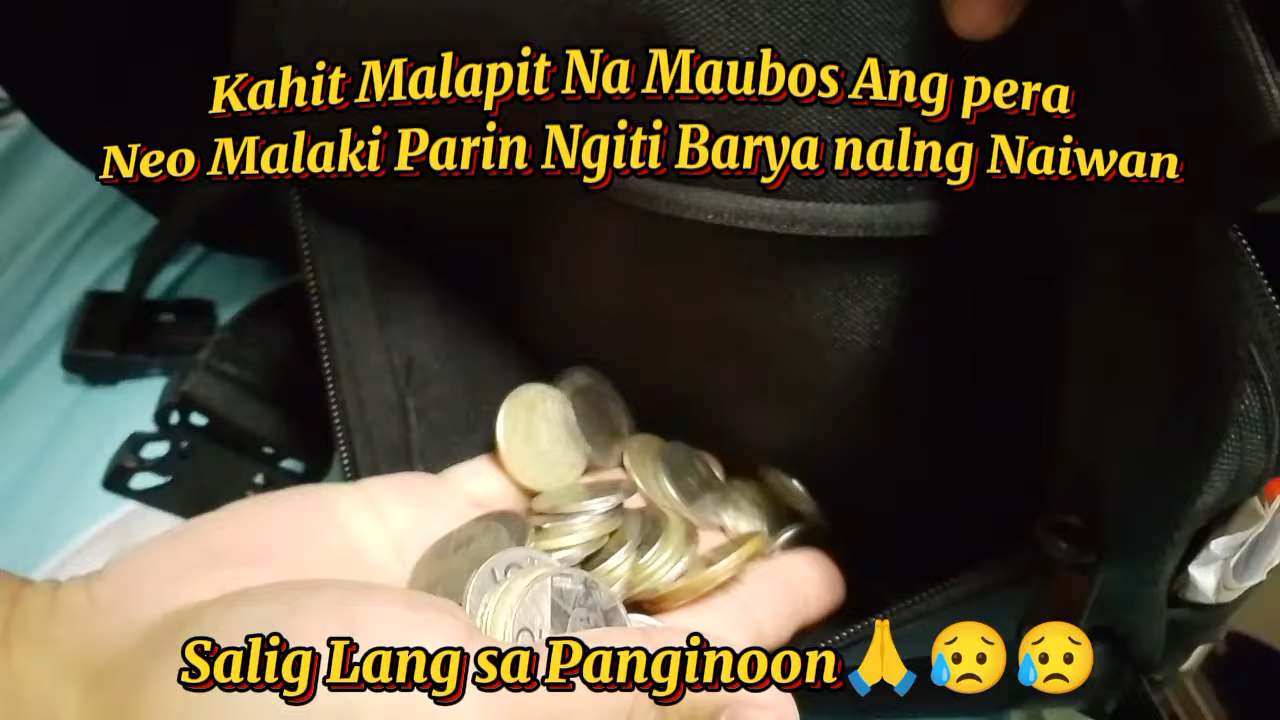 Kahit Malapit Na Maubos Ang pera
Neo Malaki Parin Ngiti Barya nalng Naiwan
Salig Lang sa Panginoon🙏😥😥